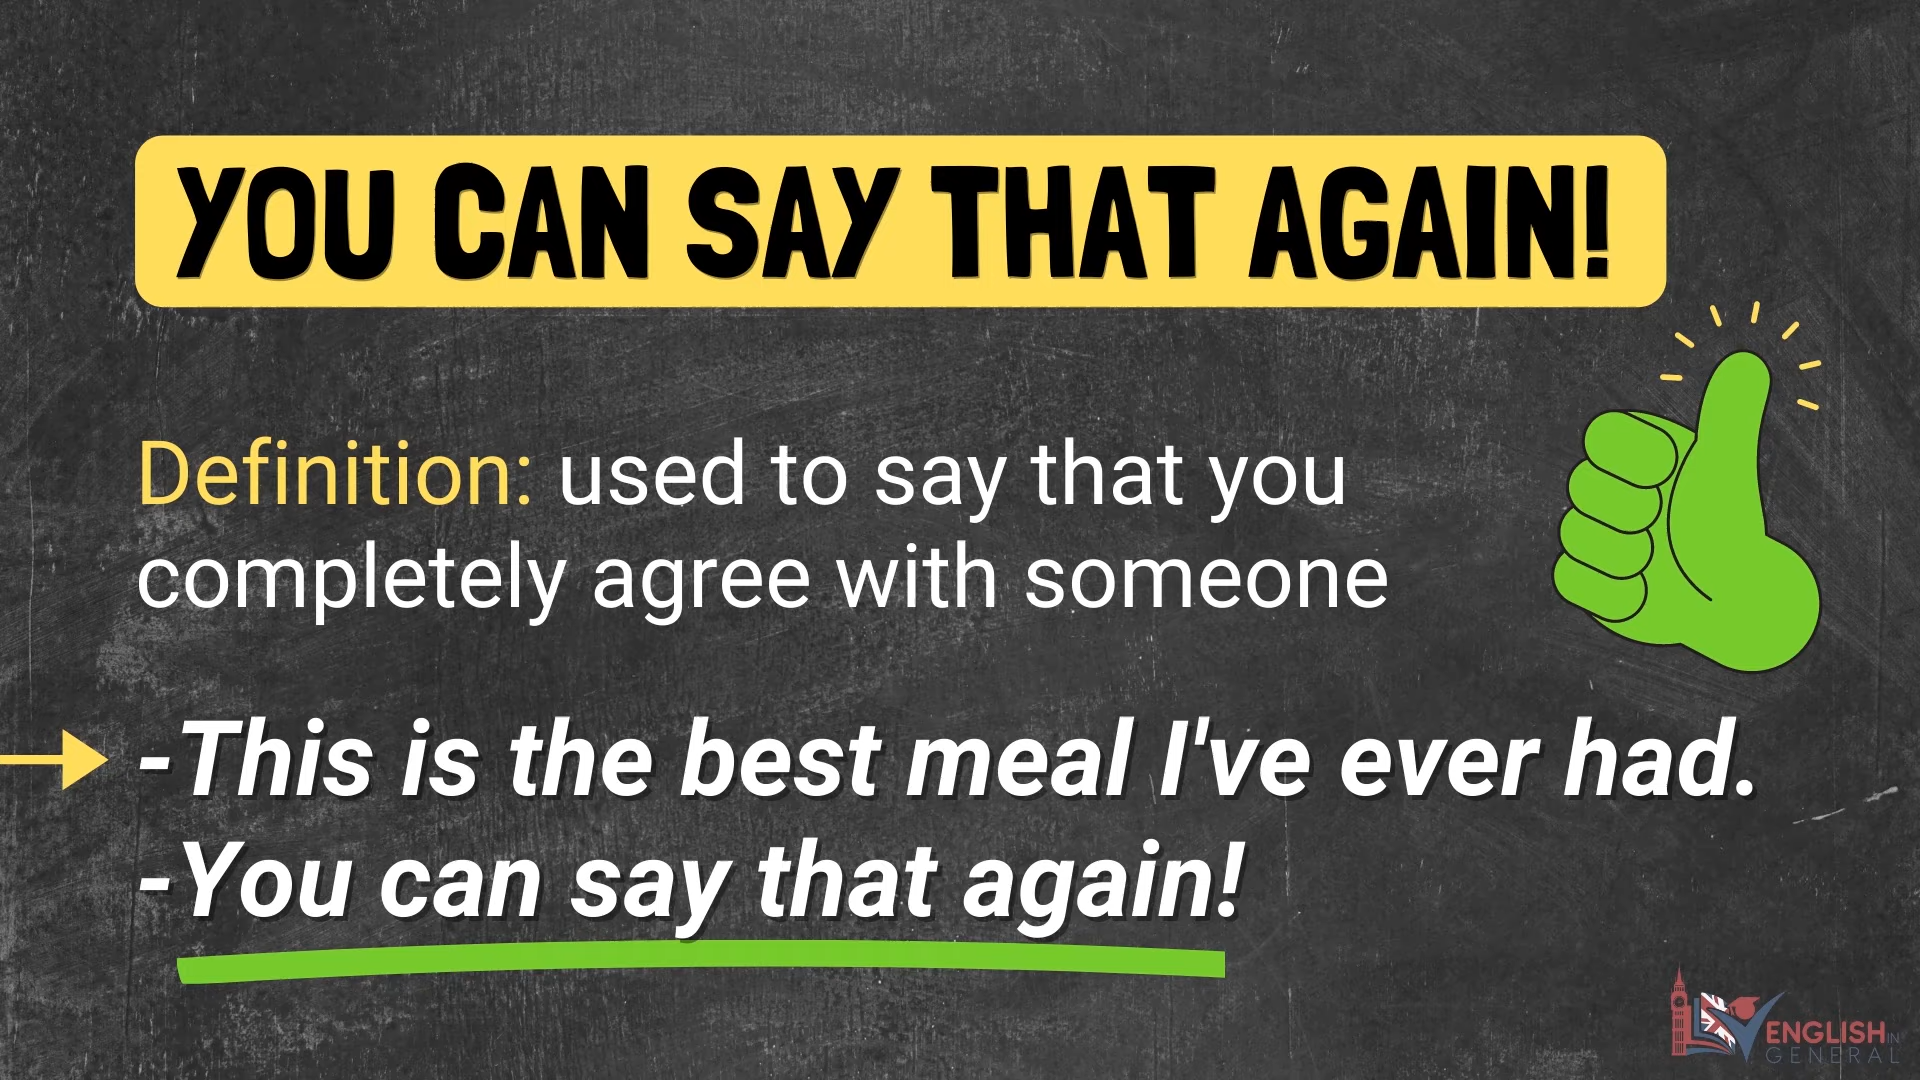 YOU CAN SAY THAT AGAIN!
Definition: used to say that you
completely agree with someone
-This is the best meal I've ever had.
-You can say that again!
ENGLISH IN
GENERAL